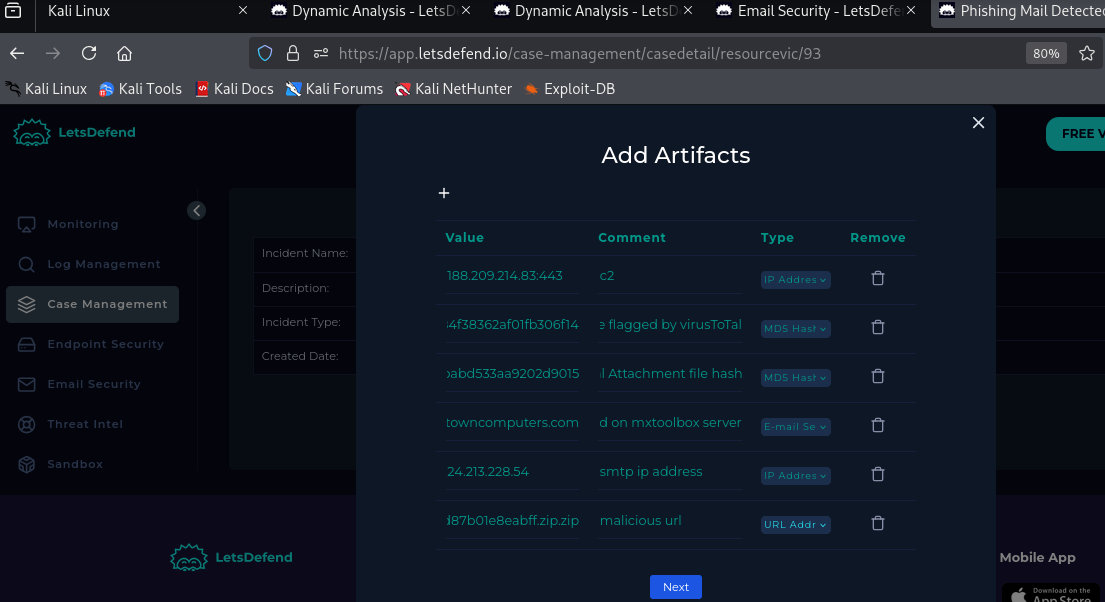 Kali Linux
Dynamic Analysis - LetsD
Dynamic Analysis - LetsD
Email Security - LetsDefe
Phishing Mail Detected
https://app.letsdefend.io/case-management/casedetail/resourcevic/93
80%
Kali Linux
Kali Tools
Kali Docs
Kali Forums
Kali NetHunter
Exploit-DB
LetsDefend
FREE V
Add Artifacts
+
Monitoring
Log Management
Case Management
Endpoint Security
Email Security
Threat Intel
Sandbox
Incident Name:
Description:
Incident Type:
Created Date:
Value Comment Type Remove
188.209.214.83:443 c2 IP Addres
4f38362af01fb306f14 e flagged by virusToTal MD5 Hash
abd533aa9202d9015 l Attachment file hash MD5 Hash
towncomputers.com d on mxtoolbox server E-mail Se
24.213.228.54 smtp ip address IP Addres
d87b01e8eabff.zip.zip malicious url URL Addr
Next
LetsDefend
Mobile App
Download on the
App Store